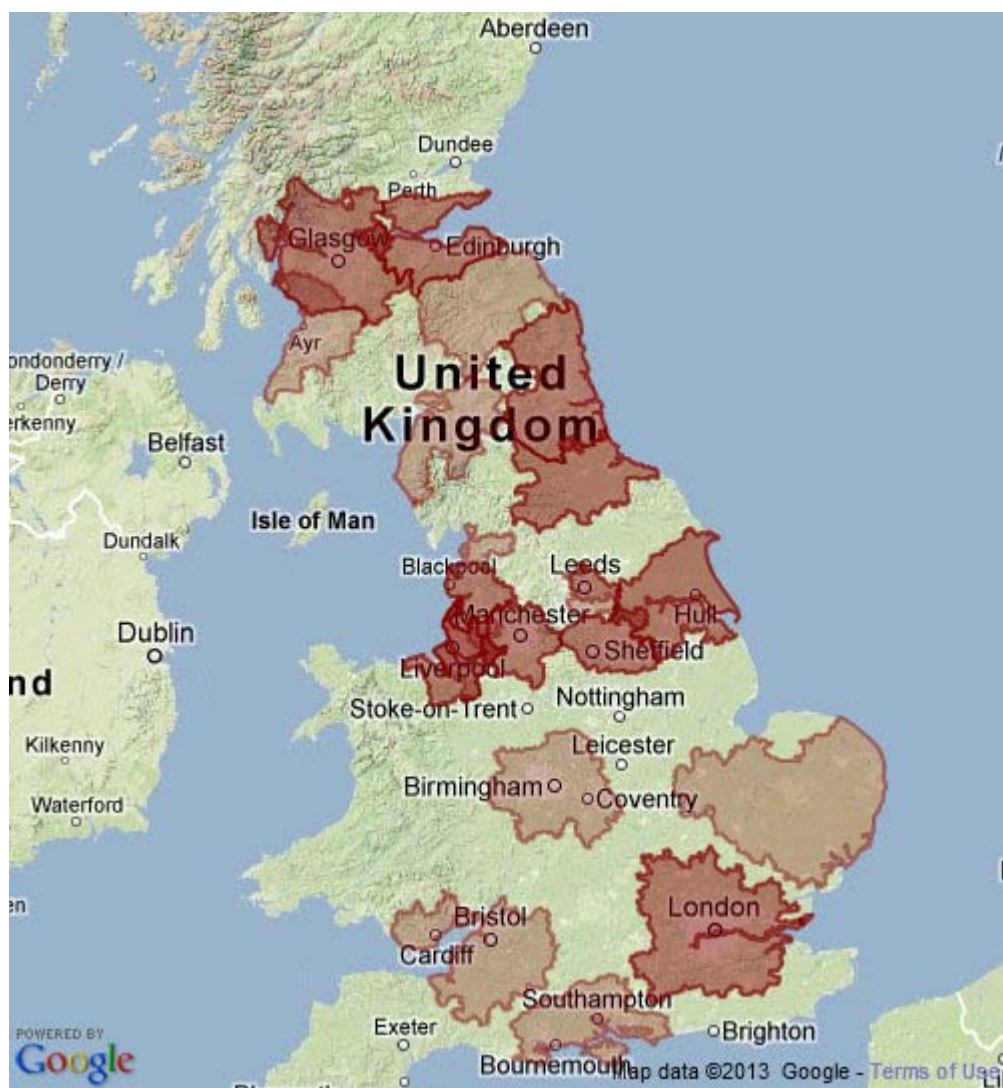 Aberdeen
Dundee
Perth
Glasgow
Edinburgh
Ayr
United
Kingdom
ondonderry /
Derry
erkenny
Belfast
Isle of Man
Dundalk
Blackpool
Leeds
Manchester
Hull
Dublin
Liverpool
Sheffield
nd
Stoke-on-Trent
Nottingham
Kilkenny
Leicester
Birmingham
Coventry
Waterford
en
London
Bristol
Cardiff
Southampton
Exeter
Brighton
Bournemouth
POWERED BY
Google
Map data ©2013 Google - Terms of Use